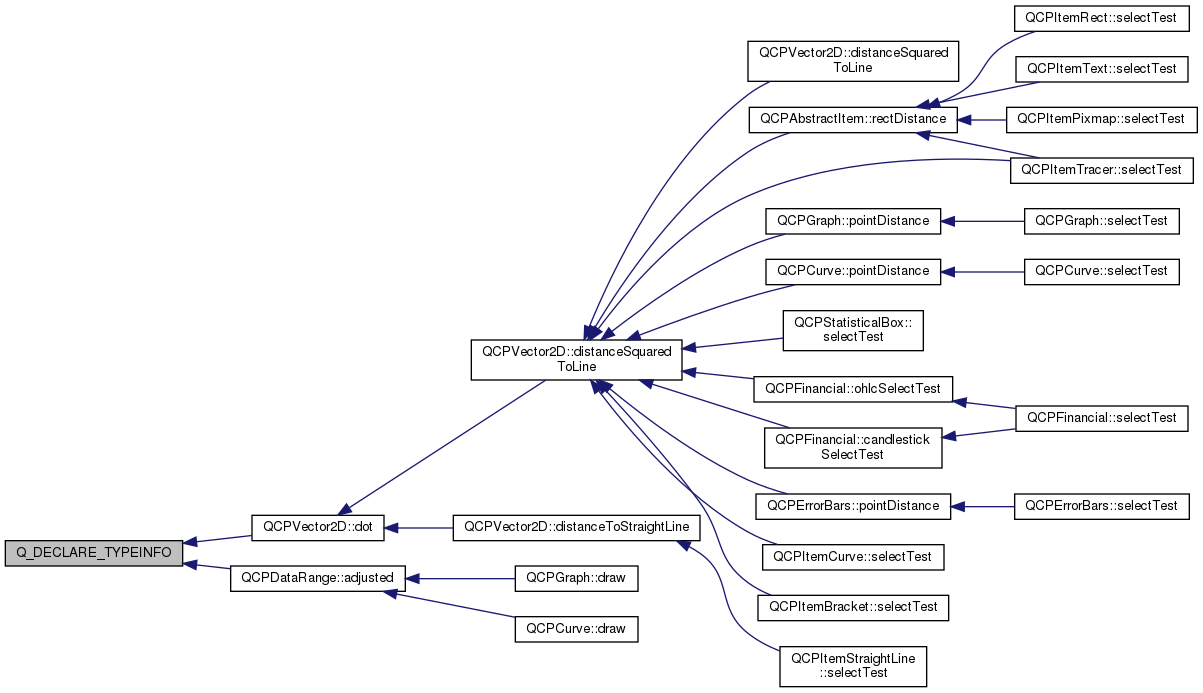 QCPItemRect::selectTest
QCPVector2D::distanceSquared
ToLine
QCPItemText::selectTest
QCPAbstractItem::rectDistance
QCPItemPixmap::selectTest
QCPItemTracer::selectTest
QCPGraph::pointDistance
QCPGraph::selectTest
QCPCurve::pointDistance
QCPCurve::selectTest
QCPStatisticalBox::
selectTest
QCPVector2D::distanceSquared
ToLine
QCPFinancial::ohlcSelectTest
QCPFinancial::selectTest
QCPFinancial::candlestick
SelectTest
QCPErrorBars::pointDistance
QCPErrorBars::selectTest
QCPVector2D::dot
QCPVector2D::distanceToStraightLine
Q_DECLARE_TYPEINFO
QCPItemCurve::selectTest
QCPDataRange::adjusted
QCPGraph::draw
QCPItemBracket::selectTest
QCPCurve::draw
QCPItemStraightLine
::selectTest